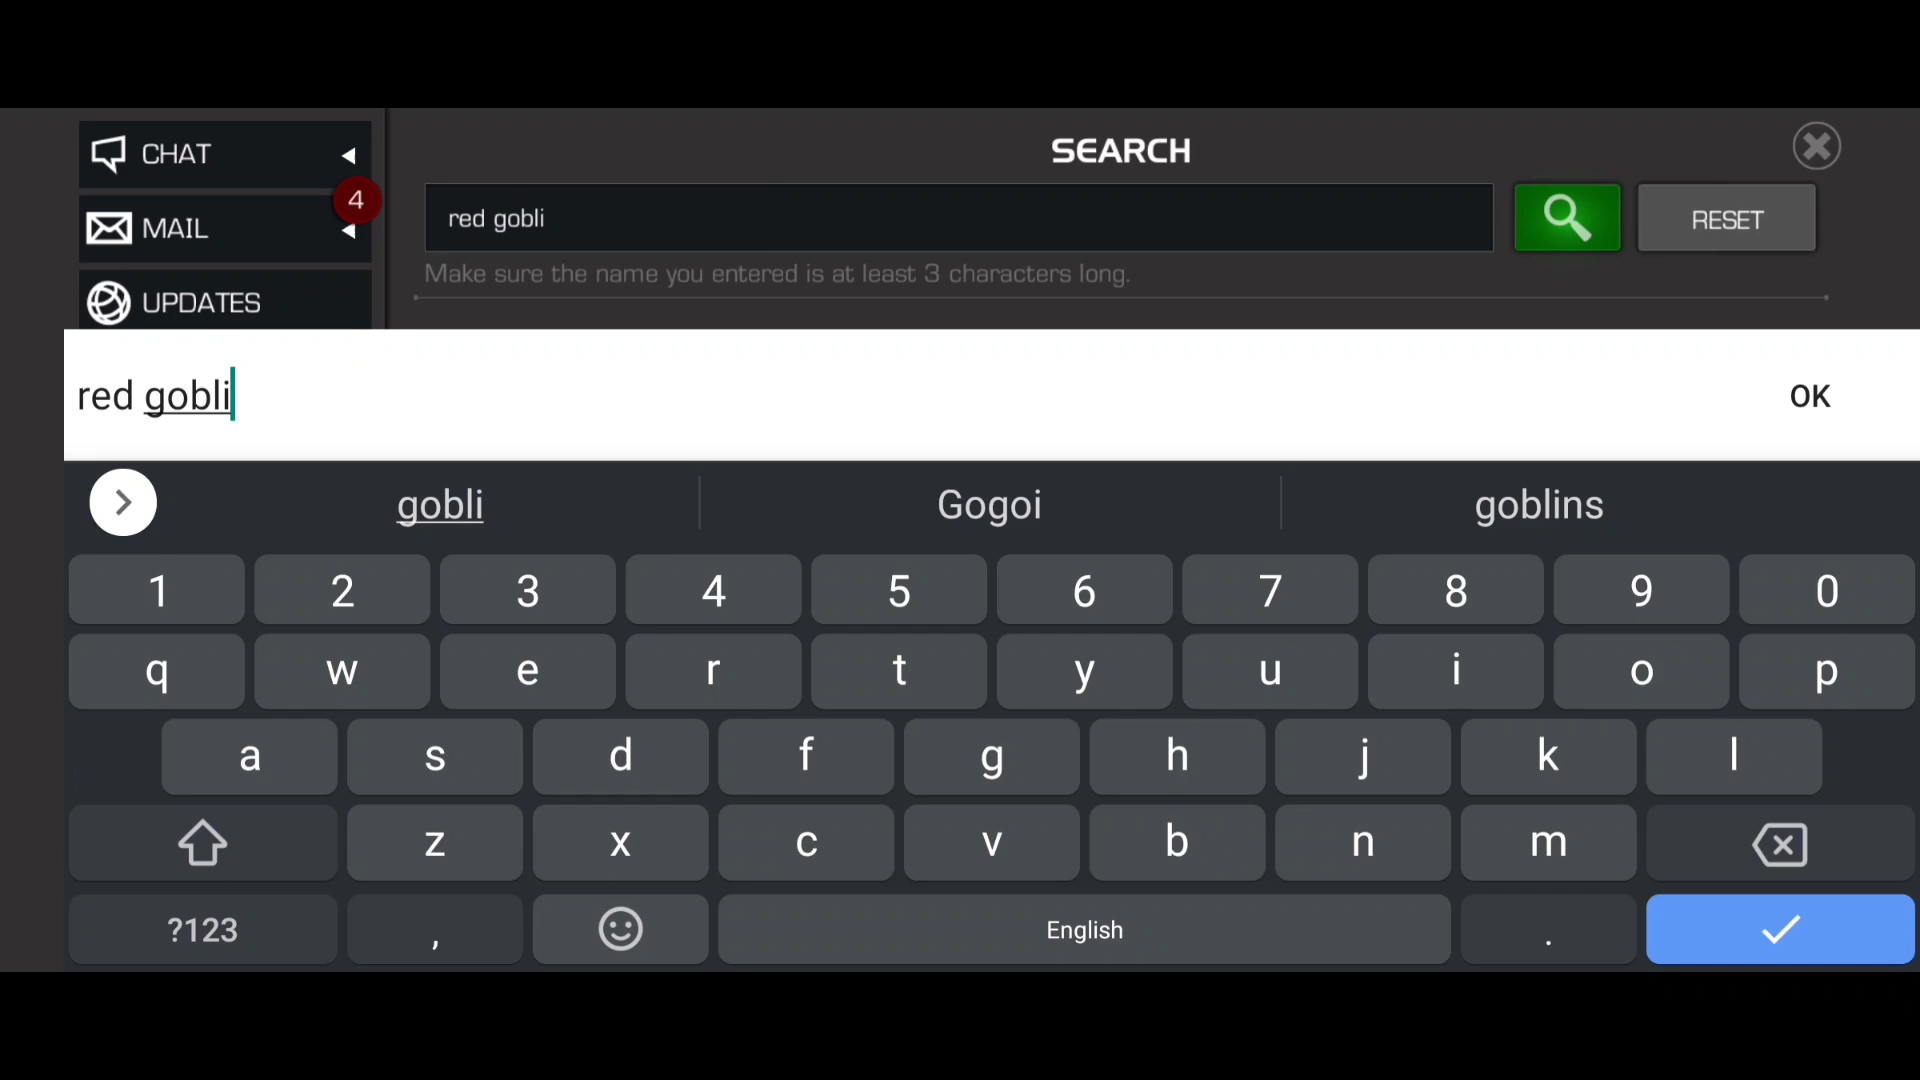 CHAT
4
MAIL
UPDATES
SEARCH
red gobli
RESET
Make sure the name you entered is at least 3 characters long.
red gobli
OK
gobli Gogoi goblins
1 2 3 4 5 6 7 8 9 0
q w e r t y u i o p
a s d f g h j k l
z x c v b n m
?123 , English .